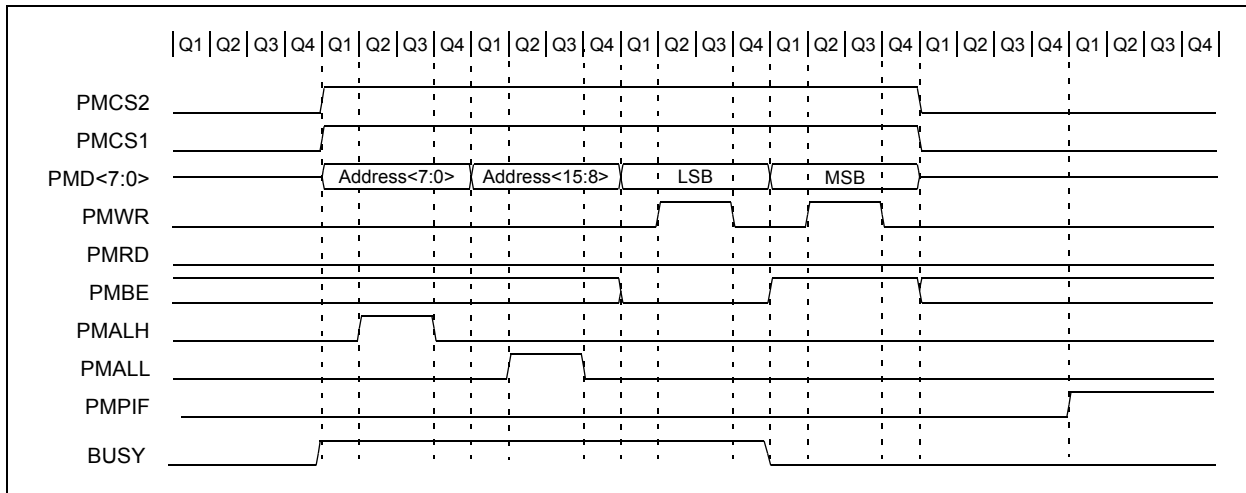 Q1 Q2 Q3 Q4 Q1 Q2 Q3 Q4 Q1 Q2 Q3 Q4 Q1 Q2 Q3 Q4 Q1 Q2 Q3 Q4 Q1 Q2 Q3 Q4 Q1 Q2 Q3 Q4
PMCS2
PMCS1
PMD<7:0> Address<7:0> Address<15:8> LSB MSB
PMWR
PMRD
PMBE
PMALH
PMALL
PMPIF
BUSY